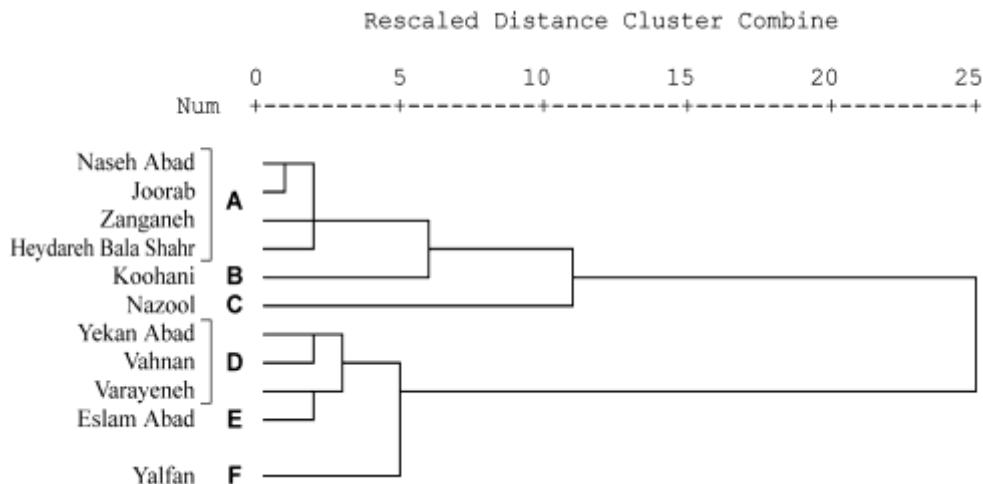 Rescaled Distance Cluster Combine
0 5 10 15 20 25
Num +---------+---------+---------+---------+---------+
Naseh Abad
Joorab
A
Zanganeh
Heydareh Bala Shahr
Koohani B
Nazool C
Yekan Abad
Vahnan D
Varayeneh
Eslam Abad E
Yalfan F